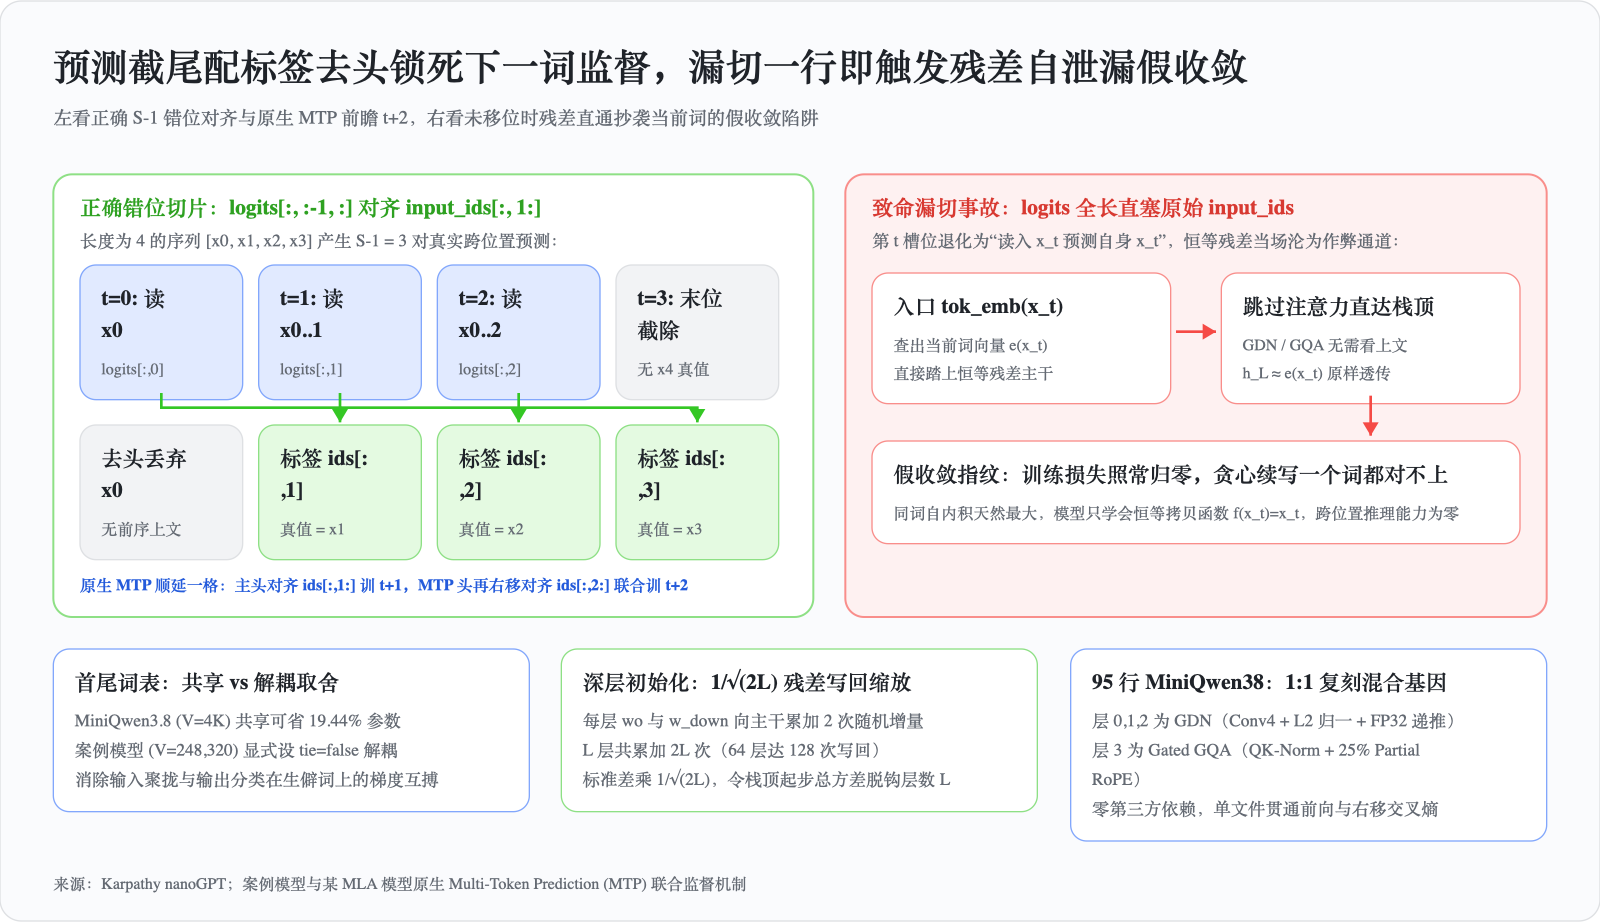 预测截尾配标签去头锁死下一词监督，漏切一行即触发残差自泄漏假收敛
左看正确 S-1 错位对齐与原生 MTP 前瞻 t+2，右看未移位时残差直通抄袭当前词的假收敛陷阱
正确错位切片：logits[:, :-1, :] 对齐 input_ids[:, 1:]
长度为 4 的序列 [x0, x1, x2, x3] 产生 S-1 = 3 对真实跨位置预测：
t=0: 读
x0
logits[:,0]
t=1: 读
x0..1
logits[:,1]
t=2: 读
x0..2
logits[:,2]
t=3: 末位
截除
无 x4 真值
去头丢弃
x0
无前序上文
标签 ids[:
,1]
真值 = x1
标签 ids[:
,2]
真值 = x2
标签 ids[:
,3]
真值 = x3
原生 MTP 顺延一格：主头对齐 ids[:,1:] 训 t+1，MTP 头再右移对齐 ids[:,2:] 联合训 t+2
致命漏切事故：logits 全长直塞原始 input_ids
第 t 槽位退化为“读入 x_t 预测自身 x_t”，恒等残差当场沦为作弊通道：
入口 tok_emb(x_t)
查出当前词向量 e(x_t)
直接踏上恒等残差主干
跳过注意力直达栈顶
GDN / GQA 无需看上文
h_L ≈ e(x_t) 原样透传
假收敛指纹：训练损失照常归零，贪心续写一个词都对不上
同词自内积天然最大，模型只学会恒等拷贝函数 f(x_t)=x_t，跨位置推理能力为零
首尾词表：共享 vs 解耦取舍
MiniQwen3.8 (V=4K) 共享可省 19.44% 参数
案例模型 (V=248,320) 显式设 tie=false 解耦
消除输入聚拢与输出分类在生僻词上的梯度互搏
深层初始化：1/√(2L) 残差写回缩放
每层 wo 与 w_down 向主干累加 2 次随机增量
L 层共累加 2L 次（64 层达 128 次写回）
标准差乘 1/√(2L)，令栈顶起步总方差脱钩层数 L
95 行 MiniQwen38：1:1 复刻混合基因
层 0,1,2 为 GDN（Conv4 + L2 归一 + FP32 递推）
层 3 为 Gated GQA（QK-Norm + 25% Partial
RoPE）
零第三方依赖，单文件贯通前向与右移交叉熵
来源：Karpathy nanoGPT；案例模型与某 MLA 模型原生 Multi-Token Prediction (MTP) 联合监督机制